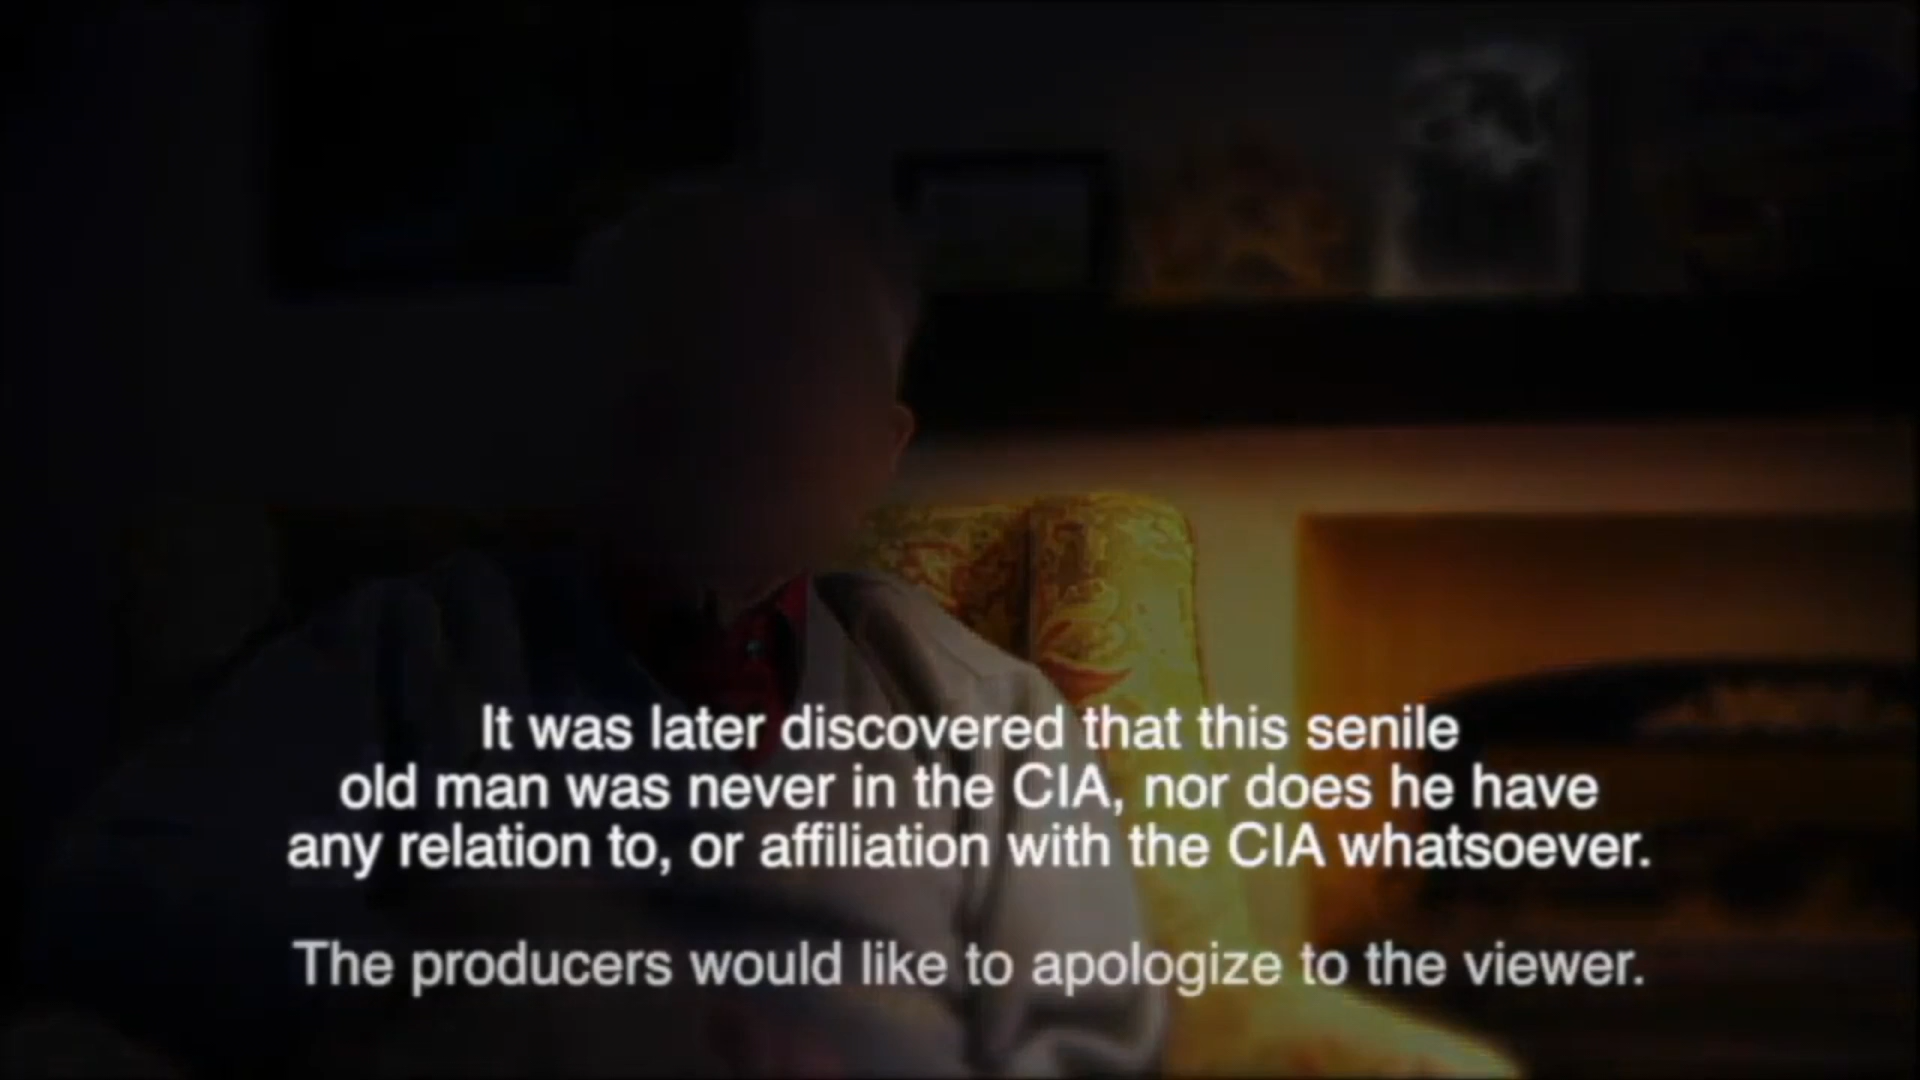 It was later discovered that this senile
old man was never in the CIA, nor does he have
any relation to, or affiliation with the CIA whatsoever.
The producers would like to apologize to the viewer.